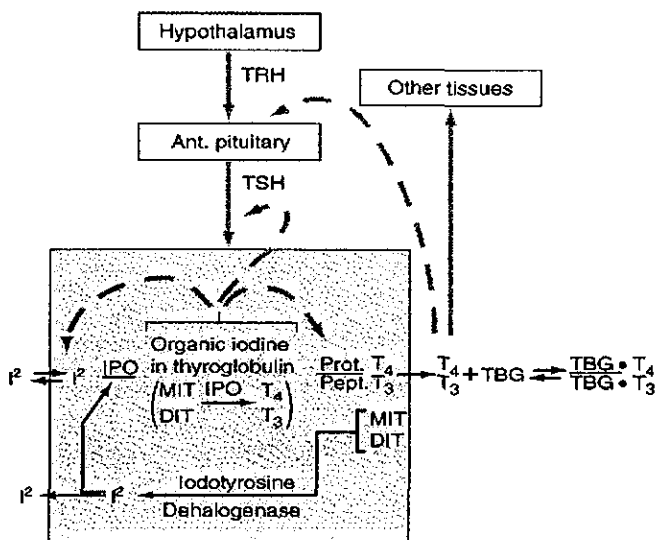 Hypothalamus
TRH
Other tissues
Ant. pituitary
TSH
Organic iodine
in thyroglobulin
I² I² IPO (MIT IPO T₄ Prot. T₄ T₄ + TBG TBG • T₄
DIT T₃) Pept. T₃ T₃ TBG • T₃
[MIT
DIT
Iodotyrosine
I² I²
Dehalogenase